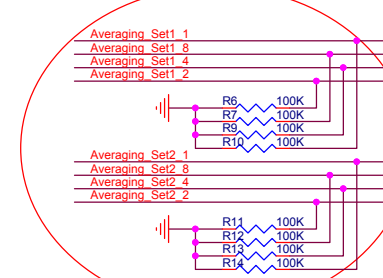 Averaging_Set1_1
Averaging_Set1_8
Averaging_Set1_4
Averaging_Set1_2
R6 100K
R7 100K
R9 100K
R10 100K
Averaging_Set2_1
Averaging_Set2_8
Averaging_Set2_4
Averaging_Set2_2
R11 100K
R12 100K
R13 100K
R14 100K